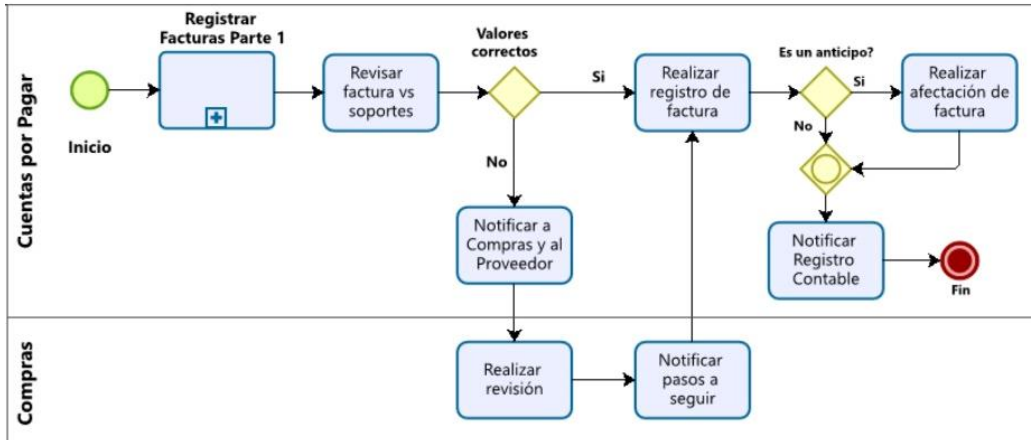 Cuentas por Pagar
Inicio
Registrar
Facturas Parte 1
Revisar
factura vs
soportes
Valores
correctos
Si
No
Notificar a
Compras y al
Proveedor
Realizar
registro de
factura
Es un anticipo?
Si
No
Realizar
afectación de
factura
Notificar
Registro
Contable
Fin
Compras
Realizar
revisión
Notificar
pasos a
seguir